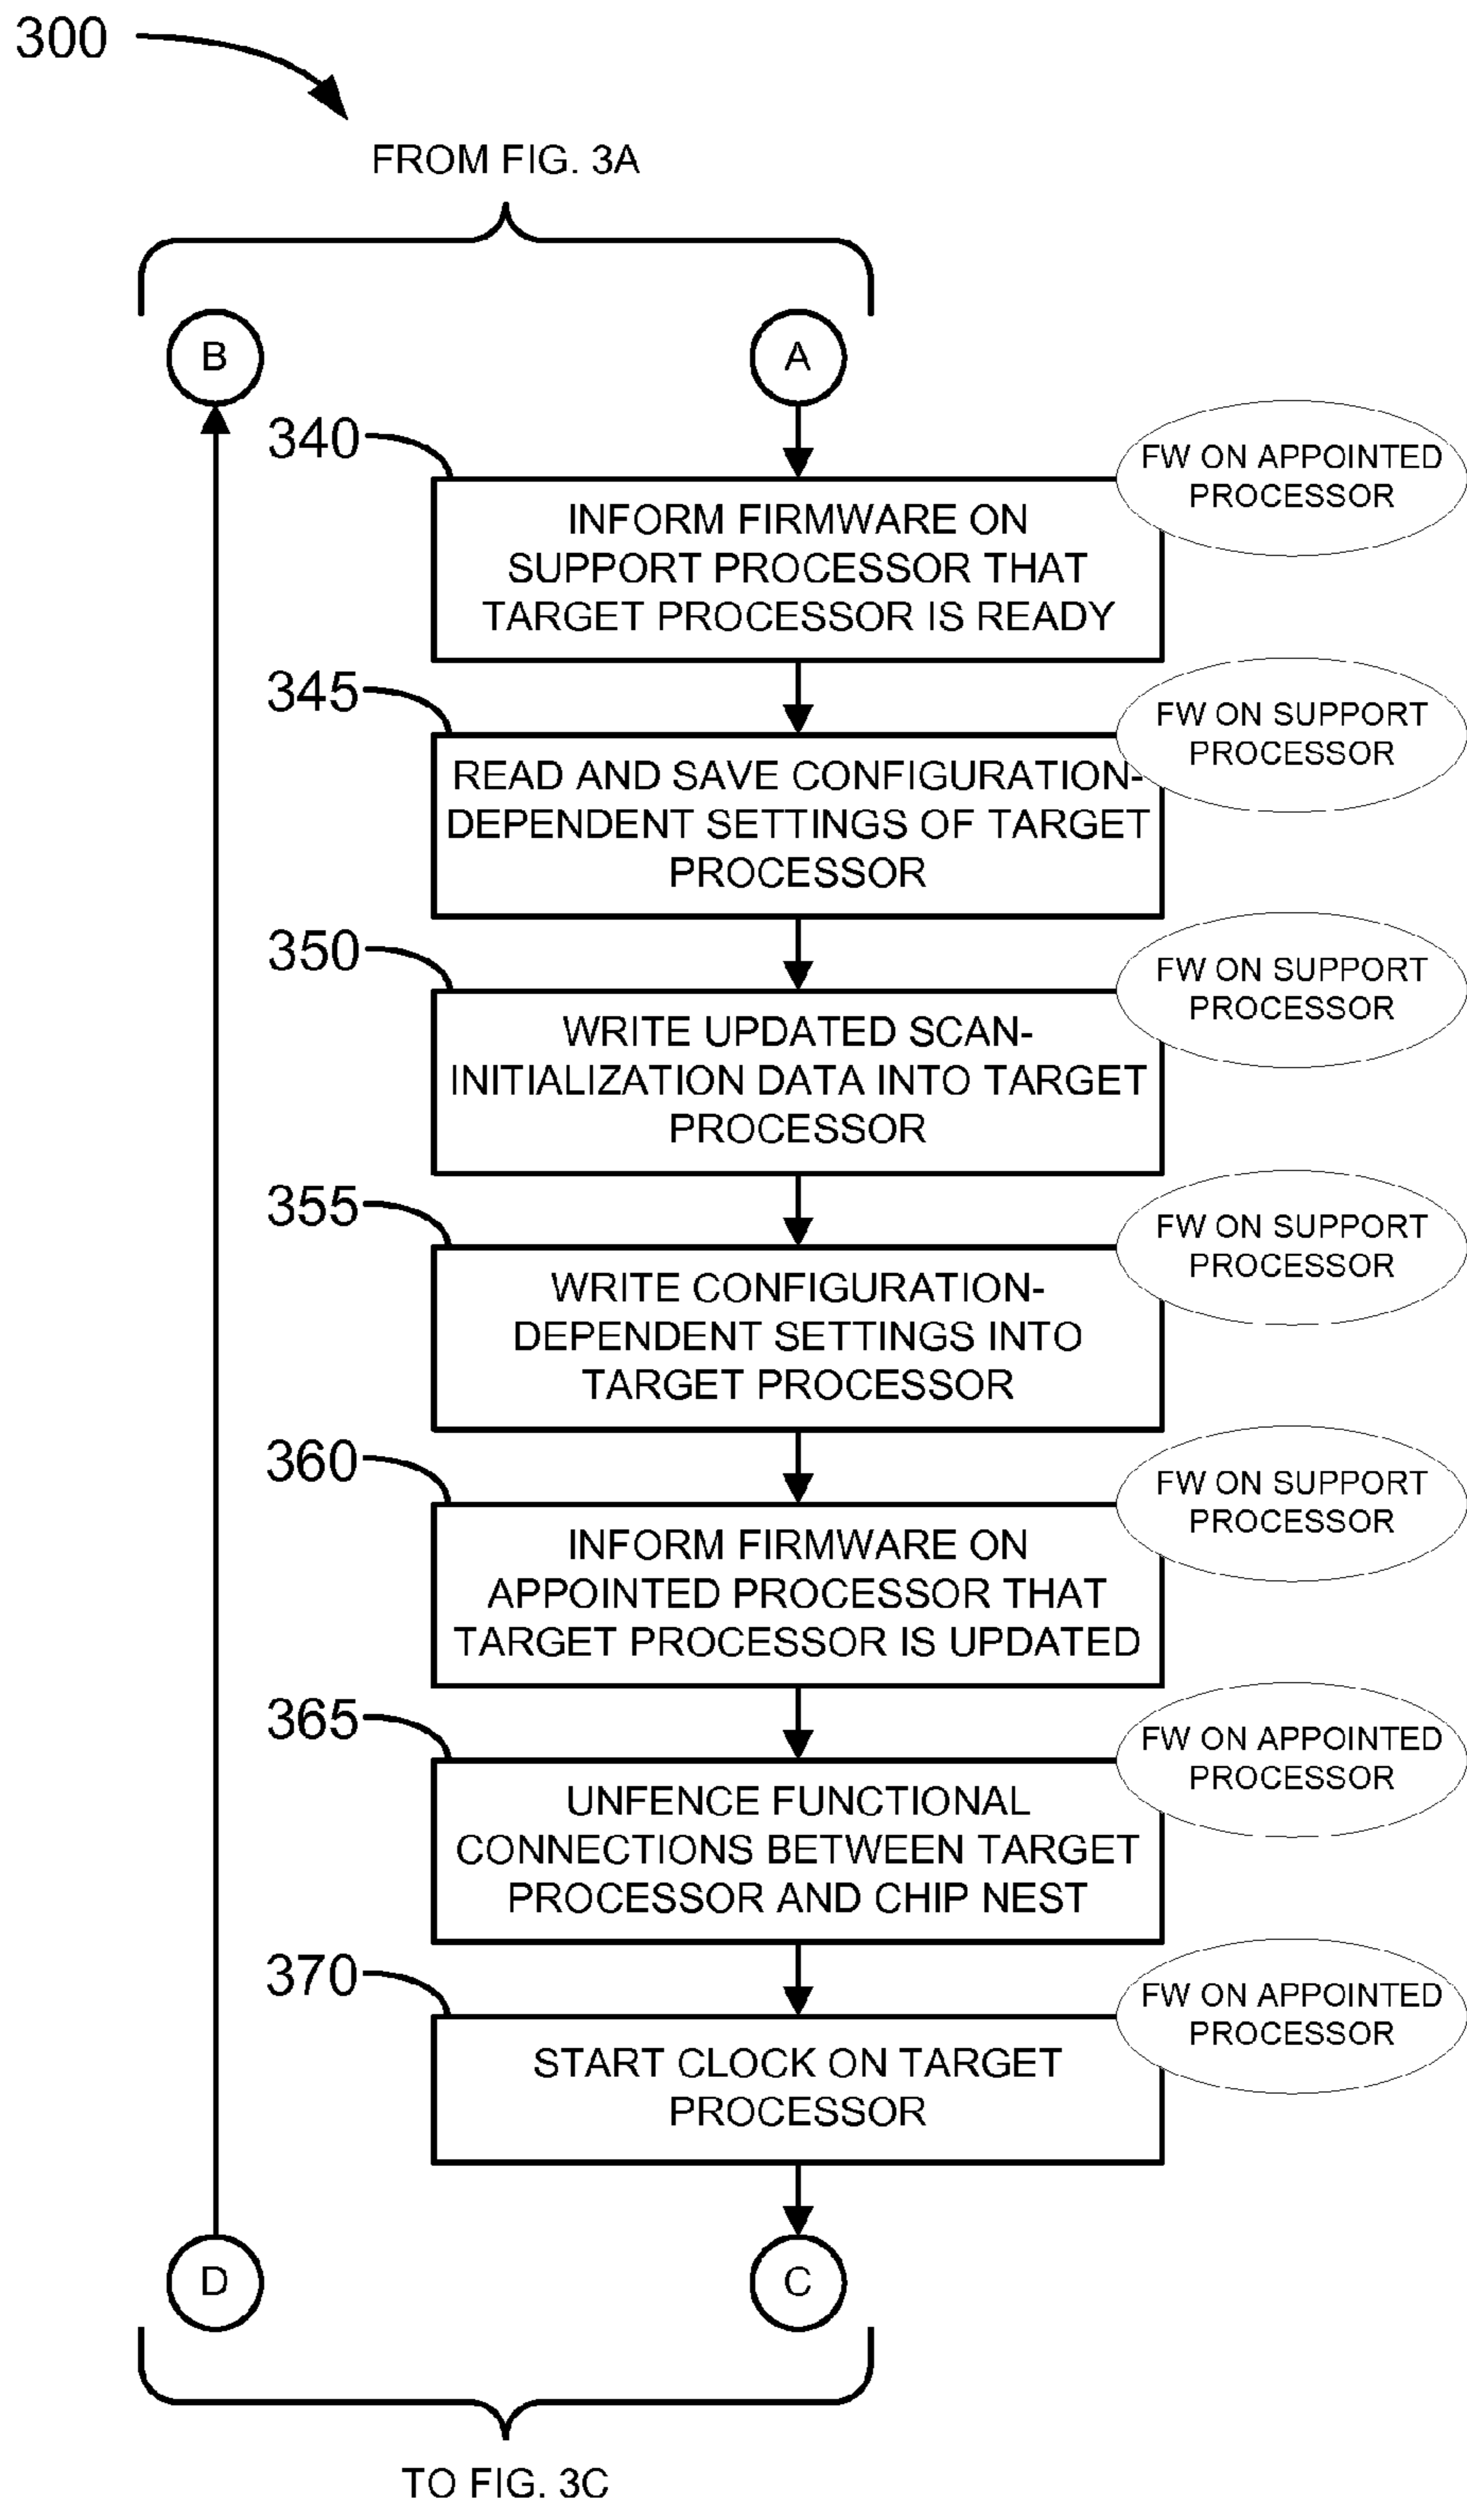 300
FROM FIG. 3A
B
A
340
FW ON APPOINTED
PROCESSOR
INFORM FIRMWARE ON
SUPPORT PROCESSOR THAT
TARGET PROCESSOR IS READY
345
FW ON SUPPORT
PROCESSOR
READ AND SAVE CONFIGURATION-
DEPENDENT SETTINGS OF TARGET
PROCESSOR
350
FW ON SUPPORT
PROCESSOR
WRITE UPDATED SCAN-
INITIALIZATION DATA INTO TARGET
PROCESSOR
355
FW ON SUPPORT
PROCESSOR
WRITE CONFIGURATION-
DEPENDENT SETTINGS INTO
TARGET PROCESSOR
360
FW ON SUPPORT
PROCESSOR
INFORM FIRMWARE ON
APPOINTED PROCESSOR THAT
TARGET PROCESSOR IS UPDATED
365
FW ON APPOINTED
PROCESSOR
UNFENCE FUNCTIONAL
CONNECTIONS BETWEEN TARGET
PROCESSOR AND CHIP NEST
370
FW ON APPOINTED
PROCESSOR
START CLOCK ON TARGET
PROCESSOR
D
C
TO FIG. 3C